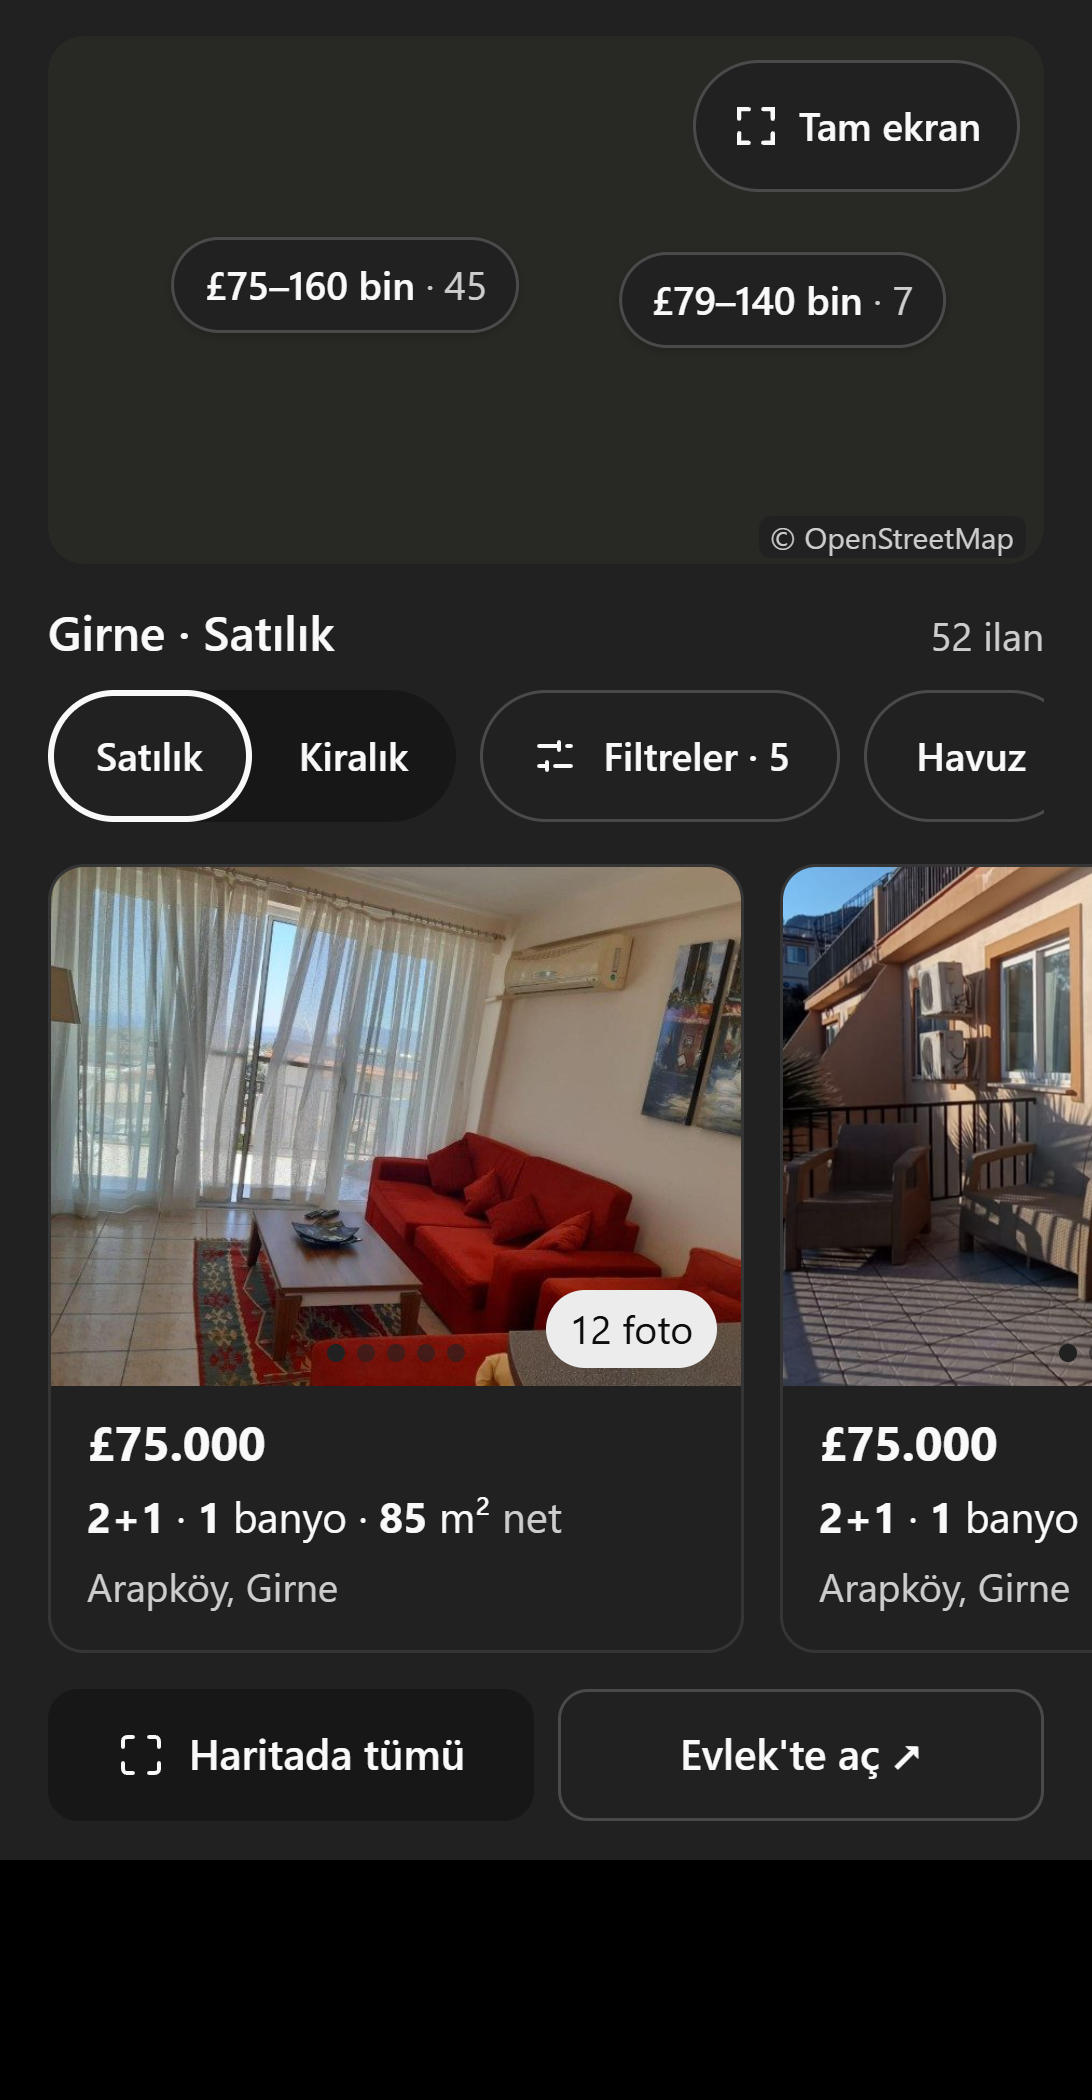 Tam ekran
£75–160 bin · 45
£79–140 bin · 7
© OpenStreetMap
Girne · Satılık
52 ilan
Satılık
Kiralık
Filtreler · 5
Havuz
12 foto
£75.000
2+1 · 1 banyo · 85 m² net
Arapköy, Girne
£75.000
2+1 · 1 banyo
Arapköy, Girne
Haritada tümü
Evlek'te aç ↗